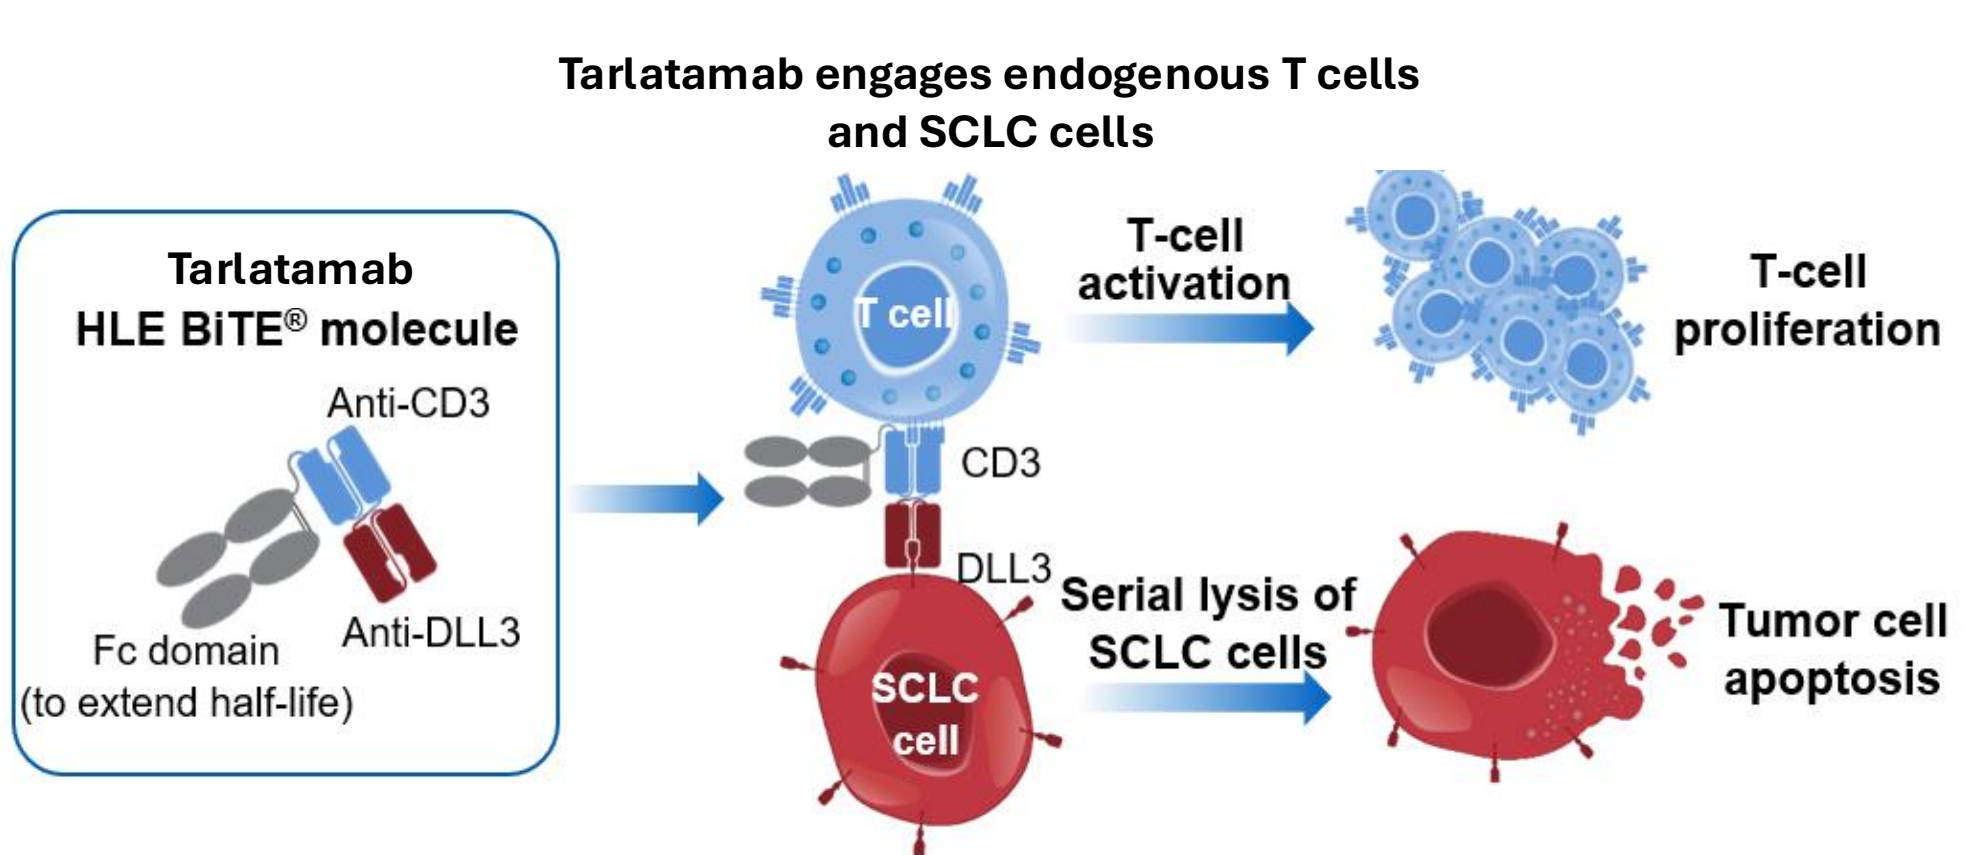 Tarlatamab engages endogenous T cells
and SCLC cells
Tarlatamab
HLE BiTE® molecule
Anti-CD3
Anti-DLL3
Fc domain
(to extend half-life)
T cell
CD3
DLL3
SCLC
cell
T-cell
activation
T-cell
proliferation
Serial lysis of
SCLC cells
Tumor cell
apoptosis